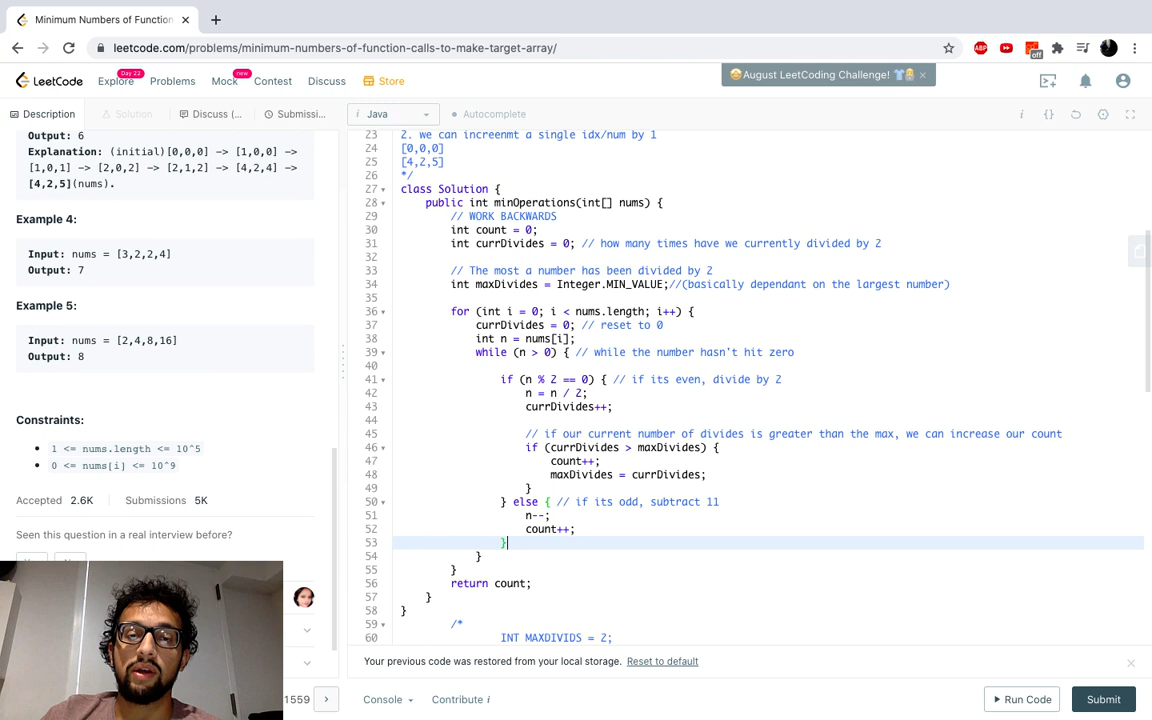 Minimum Numbers of Function
leetcode.com/problems/minimum-numbers-of-function-calls-to-make-target-array/
ABP
off
LeetCode
Explore
Day 22
Problems
Mock
new
Contest
Discuss
Store
August LeetCoding Challenge!
Description
Solution
Discuss (...
Submissi...
i Java
Autocomplete
Output: 6
Explanation: (initial)[0,0,0] -> [1,0,0] ->
[1,0,1] -> [2,0,2] -> [2,1,2] -> [4,2,4] ->
[4,2,5](nums).
Example 4:
Input: nums = [3,2,2,4]
Output: 7
Example 5:
Input: nums = [2,4,8,16]
Output: 8
Constraints:
1 <= nums.length <= 10^5
0 <= nums[i] <= 10^9
Accepted 2.6K Submissions 5K
Seen this question in a real interview before?
1559
23 2. we can increenmt a single idx/num by 1
24 [0,0,0]
25 [4,2,5]
26 */
27 class Solution {
28 public int minOperations(int[] nums) {
29 // WORK BACKWARDS
30 int count = 0;
31 int currDivides = 0; // how many times have we currently divided by 2
32
33 // The most a number has been divided by 2
34 int maxDivides = Integer.MIN_VALUE;//(basically dependant on the largest number)
35
36 for (int i = 0; i < nums.length; i++) {
37 currDivides = 0; // reset to 0
38 int n = nums[i];
39 while (n > 0) { // while the number hasn't hit zero
40
41 if (n % 2 == 0) { // if its even, divide by 2
42 n = n / 2;
43 currDivides++;
44
45 // if our current number of divides is greater than the max, we can increase our count
46 if (currDivides > maxDivides) {
47 count++;
48 maxDivides = currDivides;
49 }
50 } else { // if its odd, subtract 11
51 n--;
52 count++;
53 }
54 }
55 }
56 return count;
57 }
58 }
59 /*
60 INT MAXDIVIDS = 2;
Your previous code was restored from your local storage. Reset to default
Console
Contribute i
Run Code
Submit